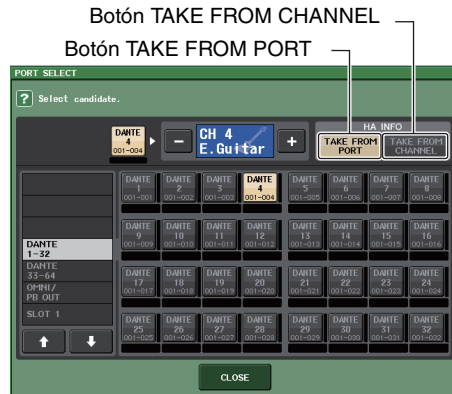 Botón TAKE FROM CHANNEL
Botón TAKE FROM PORT
PORT SELECT
? Select candidate.
DANTE 4 001-004
− CH 4 E.Guitar +
HA INFO
TAKE FROM PORT
TAKE FROM CHANNEL
DANTE 1 001-001
DANTE 2 001-002
DANTE 3 001-003
DANTE 4 001-004
DANTE 5 001-005
DANTE 6 001-006
DANTE 7 001-007
DANTE 8 001-008
DANTE 9 001-009
DANTE 10 001-010
DANTE 11 001-011
DANTE 12 001-012
DANTE 13 001-013
DANTE 14 001-014
DANTE 15 001-015
DANTE 16 001-016
DANTE 1-32
DANTE 33-64
DANTE 17 001-017
DANTE 18 001-018
DANTE 19 001-019
DANTE 20 001-020
DANTE 21 001-021
DANTE 22 001-022
DANTE 23 001-023
DANTE 24 001-024
OMNI/
PB OUT
SLOT 1
DANTE 25 001-025
DANTE 26 001-026
DANTE 27 001-027
DANTE 28 001-028
DANTE 29 001-029
DANTE 30 001-030
DANTE 31 001-031
DANTE 32 001-032
CLOSE